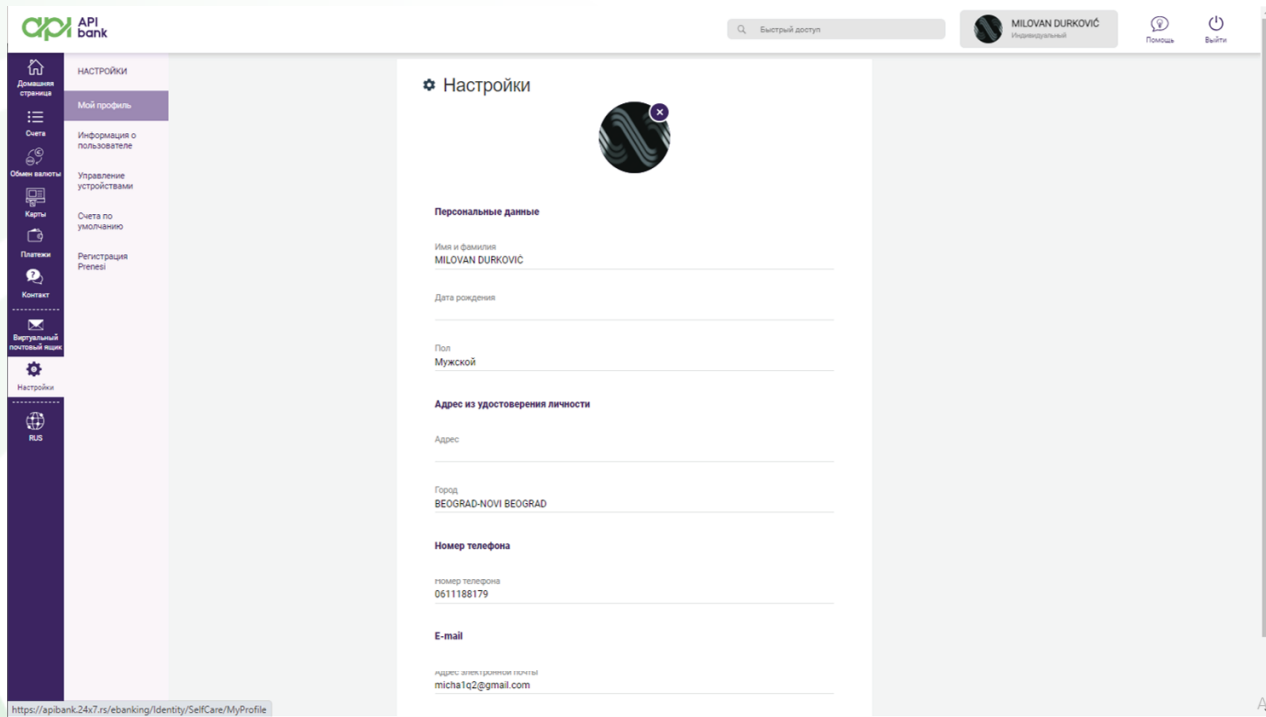 API
bank
Быстрый доступ
MILOVAN DURKOVIĆ
Индивидуальный
Помощь
Выйти
Домашняя
страница
Счета
Обмен валюты
Карты
Платежи
Контакт
Виртуальный
почтовый ящик
Настройки
RUS
НАСТРОЙКИ
Мой профиль
Информация о
пользователе
Управление
устройствами
Счета по
умолчанию
Регистрация
Prenesi
Настройки
Персональные данные
Имя и фамилия
MILOVAN DURKOVIĆ
Дата рождения
Пол
Мужской
Адрес из удостоверения личности
Адрес
Город
BEOGRAD-NOVI BEOGRAD
Номер телефона
Номер телефона
0611188179
E-mail
Адрес электронной почты
micha1q2@gmail.com
https://apibank.24x7.rs/ebanking/Identity/SelfCare/MyProfile